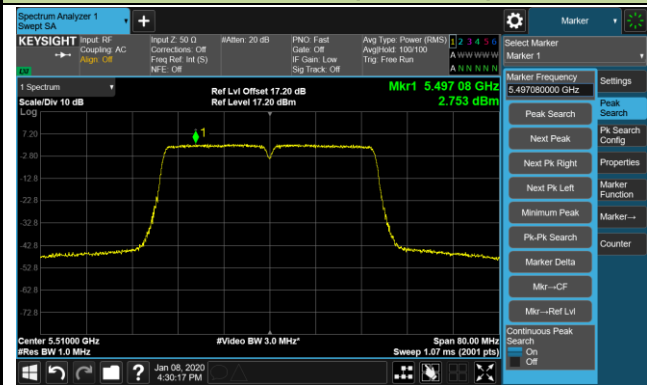 Spectrum Analyzer 1
Swept SA
Marker
KEYSIGHT
Input: RF
Coupling: AC
Align: Off
Input Z: 50 Ω
Corrections: Off
Freq Ref: Int (S)
NFE: Off
#Atten: 20 dB
PNO: Fast
Gate: Off
IF Gain: Low
Sig Track: Off
Avg Type: Power (RMS)
Avg|Hold: 100/100
Trig: Free Run
1 2 3 4 5 6
A W W W W W
A N N N N N
LXI
Select Marker
Marker 1
1 Spectrum
Scale/Div 10 dB
Log
Ref Lvl Offset 17.20 dB
Ref Level 17.20 dBm
Mkr1 5.497 08 GHz
2.753 dBm
1
7.20
-2.80
-12.8
-22.8
-32.8
-42.8
-52.8
-62.8
-72.8
Center 5.51000 GHz
#Res BW 1.0 MHz
#Video BW 3.0 MHz*
Span 80.00 MHz
Sweep 1.07 ms (2001 pts)
Marker Frequency
5.497080000 GHz
Peak Search
Next Peak
Next Pk Right
Next Pk Left
Minimum Peak
Pk-Pk Search
Marker Delta
Mkr→CF
Mkr→Ref Lvl
Continuous Peak
Search
On
Off
Settings
Peak
Search
Pk Search
Config
Properties
Marker
Function
Marker→
Counter
?
Jan 08, 2020
4:30:17 PM